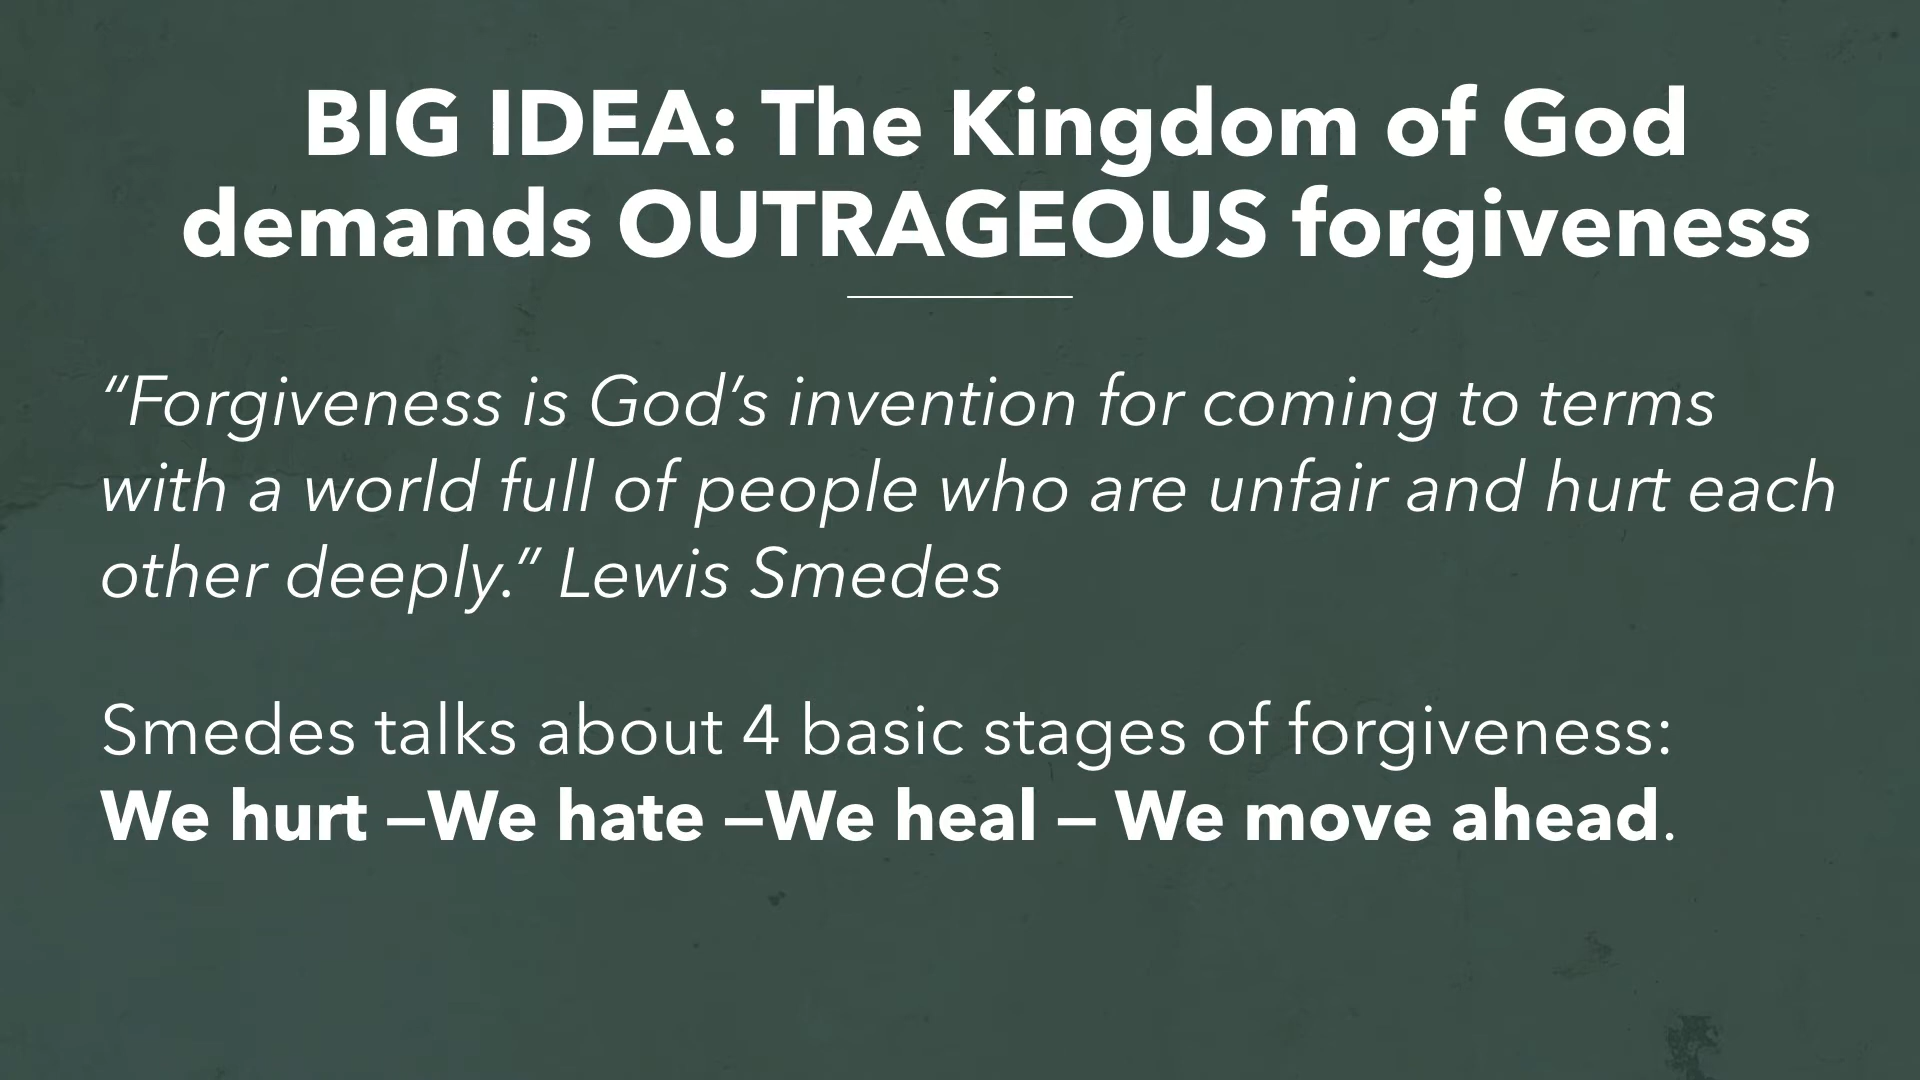 BIG IDEA: The Kingdom of God
demands OUTRAGEOUS forgiveness
“Forgiveness is God’s invention for coming to terms
with a world full of people who are unfair and hurt each
other deeply.” Lewis Smedes
Smedes talks about 4 basic stages of forgiveness:
We hurt –We hate –We heal – We move ahead.